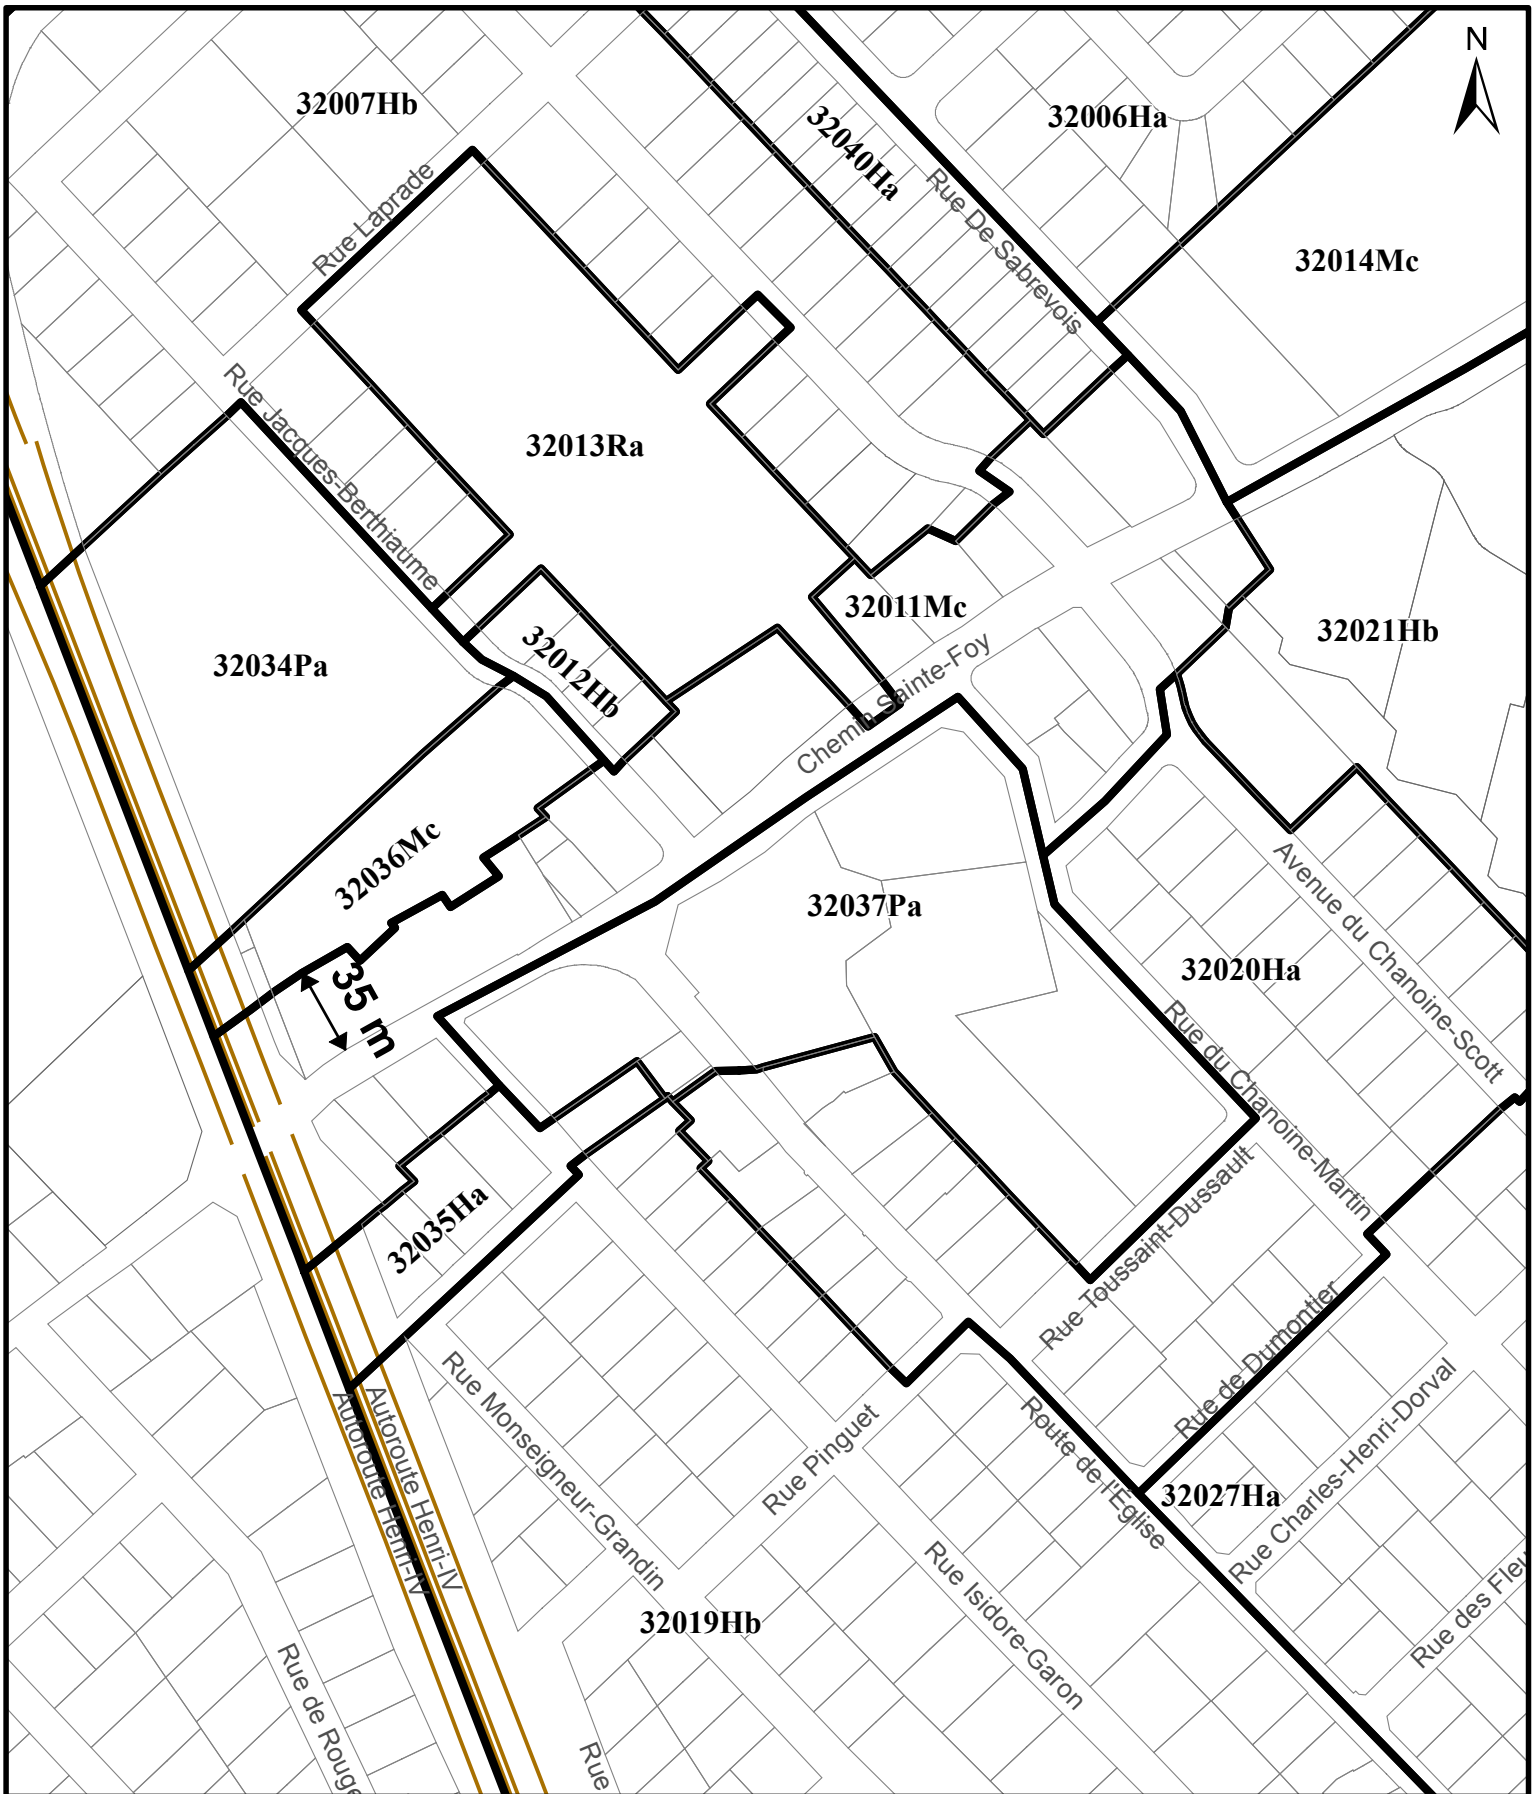 N
32007Hb
32040Ha
32006Ha
Rue Laprade
Rue De Sabrevois
32014Mc
Rue Jacques-Berthiaume
32013Ra
32011Mc
32021Hb
32034Pa
32012Hb
Chemin Sainte-Foy
32036Mc
32037Pa
Avenue du Chanoine-Scott
32020Ha
35 m
Rue du Chanoine-Martin
32035Ha
Rue Toussaint-Dussault
Rue de Dumontier
Rue Monseigneur-Grandin
Autoroute Henri-IV
Autoroute Henri-IV
Rue Pinguet
Route de l'Église
32027Ha
Rue Charles-Henri-Dorval
Rue Isidore-Garon
32019Hb
Rue des Fleu
Rue de Rouge
Rue